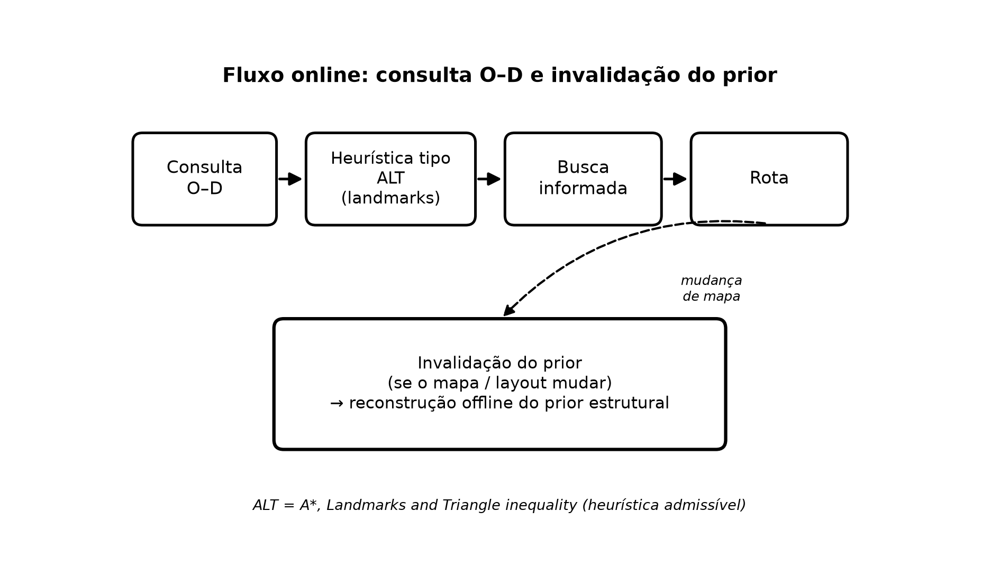 Fluxo online: consulta O–D e invalidação do prior
Consulta
O–D
Heurística tipo
ALT
(landmarks)
Busca
informada
Rota
mudança
de mapa
Invalidação do prior
(se o mapa / layout mudar)
→ reconstrução offline do prior estrutural
ALT = A*, Landmarks and Triangle inequality (heurística admissível)